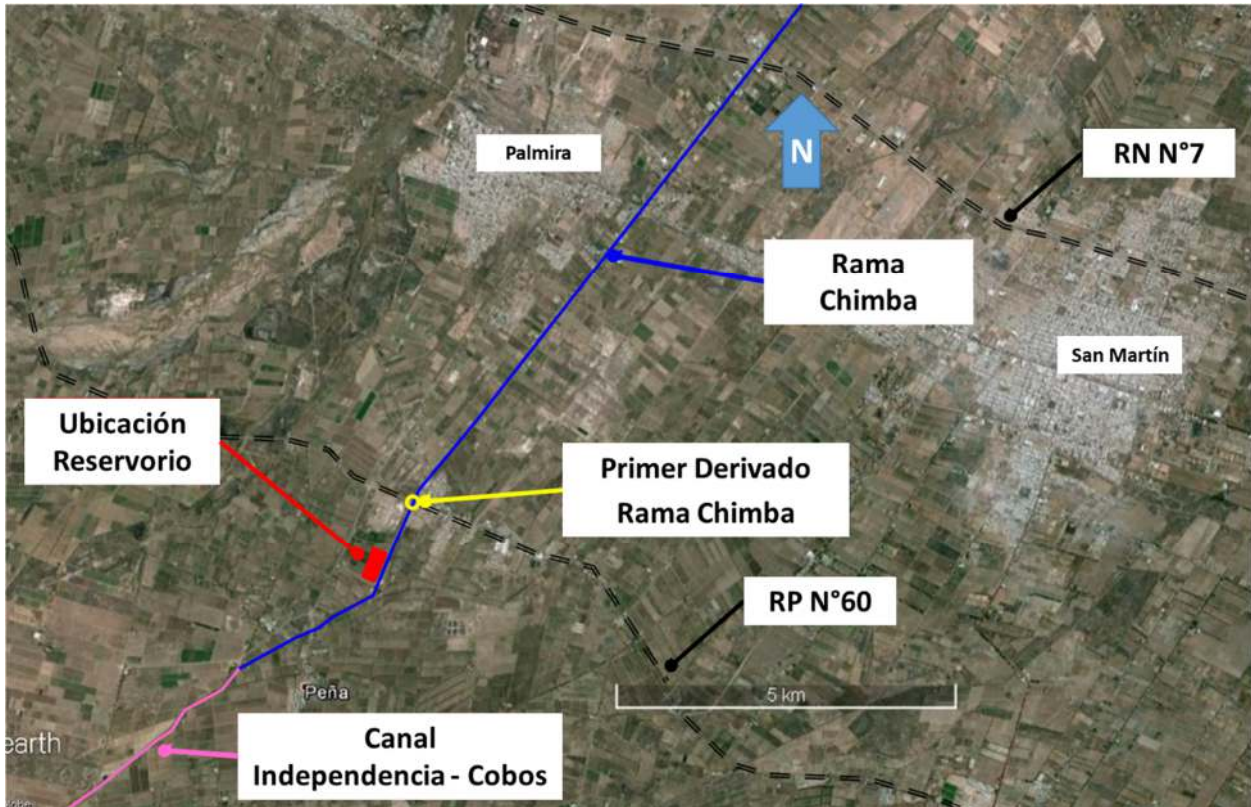 Palmira
N
RN N°7
Rama
Chimba
San Martín
Ubicación
Reservorio
Primer Derivado
Rama Chimba
RP N°60
5 km
Peña
earth
Canal
Independencia - Cobos